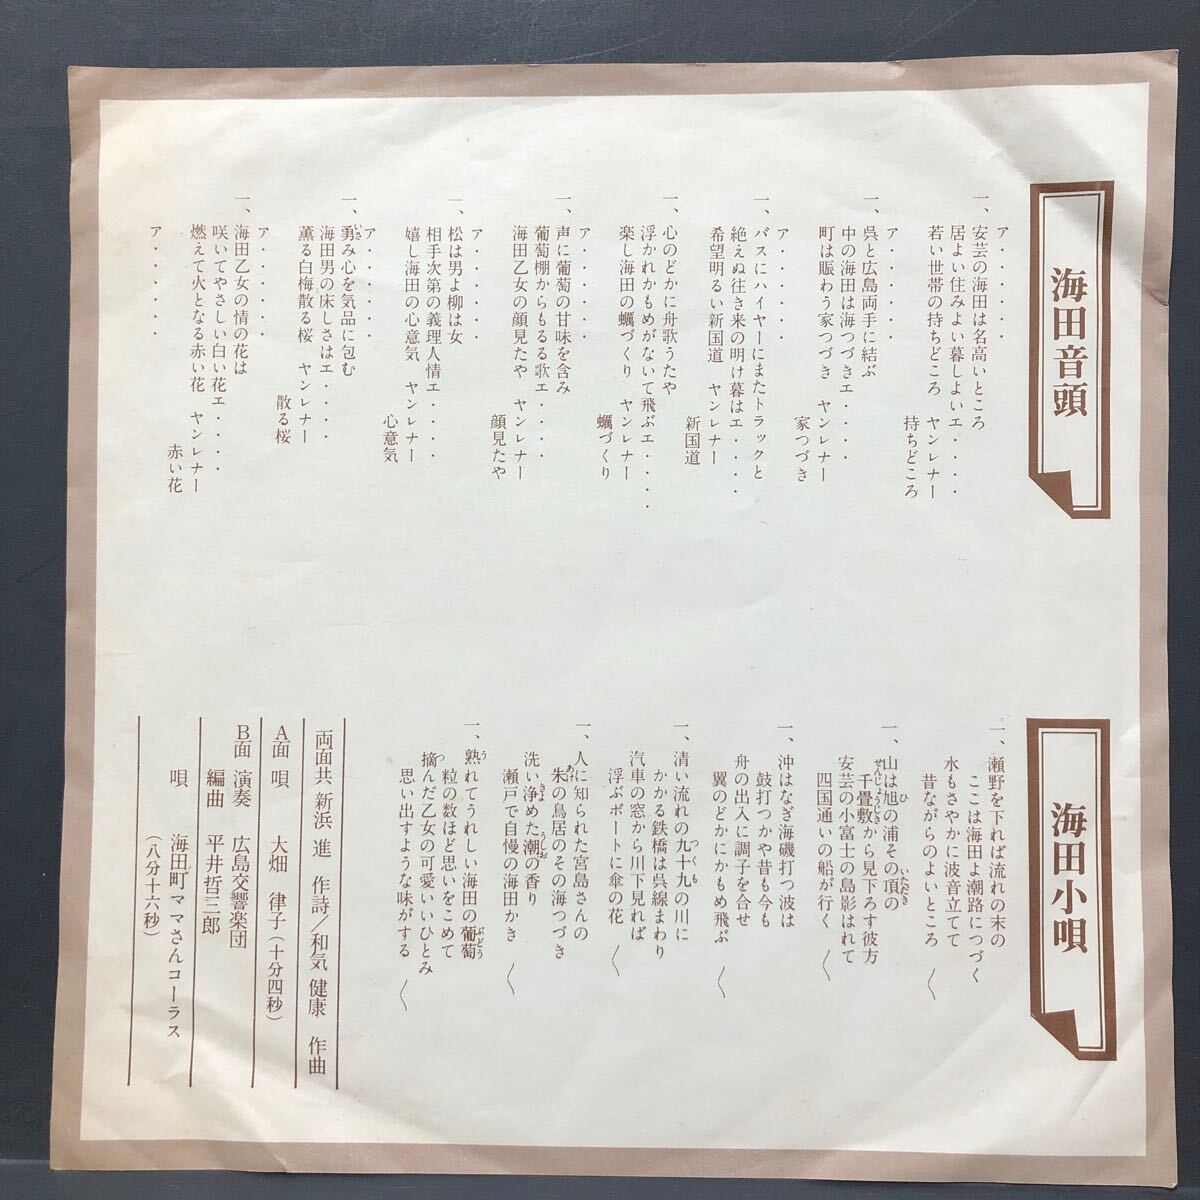 海田音頭
一、安芸の海田は名高いところ
居よい住みよい暮しよいエ・・・・
若い世帯の持ちどころ　ヤンレナー
持ちどころ
ア・・・・・・
一、呉と広島両手に結ぶ
中の海田は海つづきエ・・・・
町は賑わう家つづき　ヤンレナー
家つづき
ア・・・・・・
一、バスにハイヤーにまたトラックと
絶えぬ往き来の明け暮はエ・・・・
希望明るい新国道　ヤンレナー
新国道
ア・・・・・・
一、心のどかに舟歌うたや
浮かれかもめがないて飛ぶエ・・・・
楽し海田の蠣づくり　ヤンレナー
蠣づくり
ア・・・・・・
一、声に葡萄の甘味を含み
葡萄棚からもるる歌エ・・・・
海田乙女の顔見たや　ヤンレナー
顔見たや
ア・・・・・・
一、松は男よ柳は女
相手次第の義理人情エ・・・・
嬉し海田の心意気　ヤンレナー
心意気
ア・・・・・・
一、勇み心を気品に包む
いさ
海田男の床しさはエ・・・・
薫る白梅散る桜　ヤンレナー
散る桜
ア・・・・・・
一、海田乙女の情の花は
咲いてやさしい白い花エ・・・・
燃えて火となる赤い花　ヤンレナー
赤い花
ア・・・・・・
海田小唄
一、瀬野を下れば流れの末の
ここは海田よ潮路につづく
水もさやかに波音立てて
昔ながらのよいところ　〱
一、山は旭の浦その頂の
ひ　いただき
千畳敷から見下ろす彼方
せんじょうじき
安芸の小富士の島影はれて
四国通いの船が行く　〱
一、沖はなぎ海磯打つ波は
鼓打つかや昔も今も
舟の出入に調子を合せ
翼のどかにかもめ飛ぶ　〱
一、清い流れの九十九の川に
つくも
かかる鉄橋は呉線まわり
汽車の窓から川下見れば
浮ぶボートに傘の花　〱
一、人に知られた宮島さんの
朱の鳥居のその海つづき
あけ
洗い浄めた潮の香り
きよ　うしお
瀬戸で自慢の海田かき　〱
一、熟れてうれしい海田の葡萄
う　ぶどう
粒の数ほど思いをこめて
摘んだ乙女の可愛いいひとみ
つ
思い出すような味がする　〱
両面共　新浜　進　作詩／和気　健康　作曲
A面　唄　大畑　律子（十分四秒）
B面　演奏　広島交響楽団
編曲　平井哲三郎
唄　海田町ママさんコーラス
（八分十六秒）